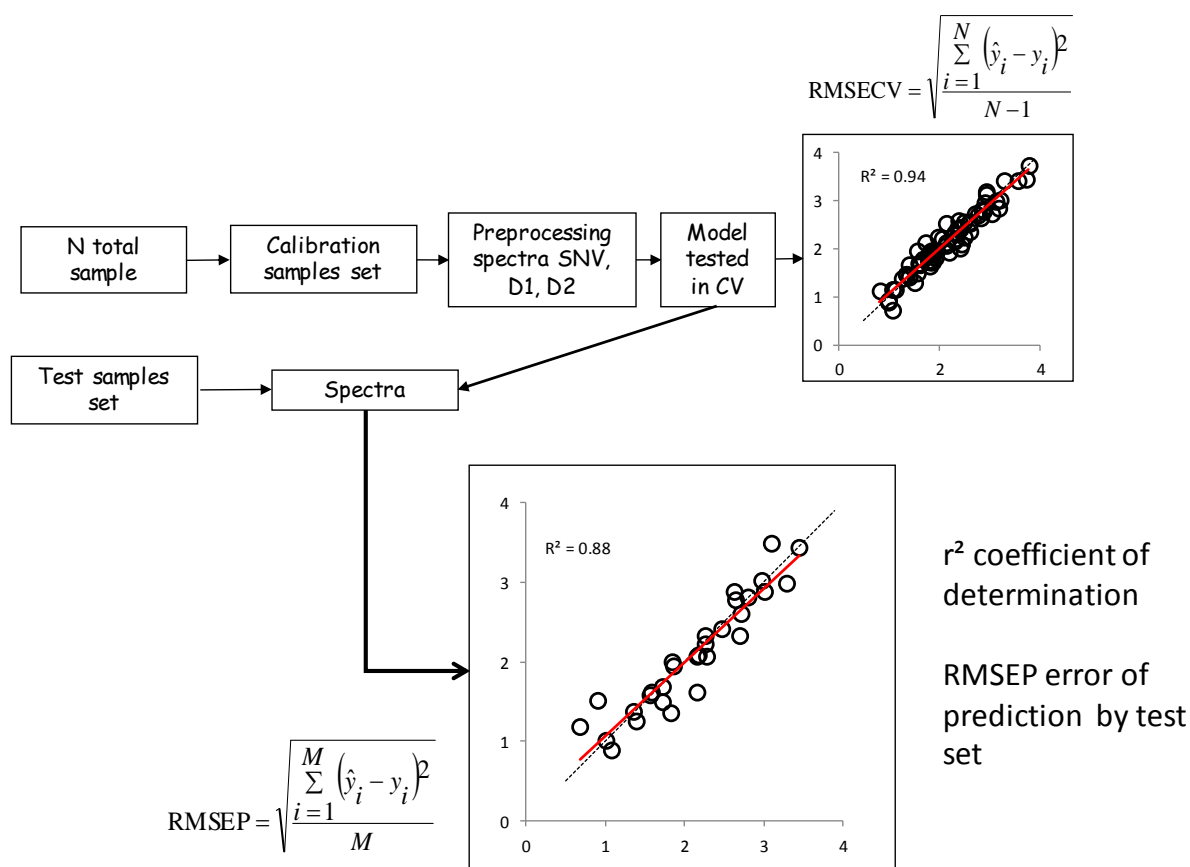 RMSECV = √(∑_{i=1}^{N} (ŷ_i − y_i)² / (N − 1))
R² = 0.94
4
3
2
1
0
0 2 4
N total
sample
Calibration
samples set
Preprocessing
spectra SNV,
D1, D2
Model
tested
in CV
Test samples
set
Spectra
4
3
2
1
0
R² = 0.88
0 1 2 3 4
r² coefficient of
determination
RMSEP error of
prediction by test
set
RMSEP = √(∑_{i=1}^{M} (ŷ_i − y_i)² / M)